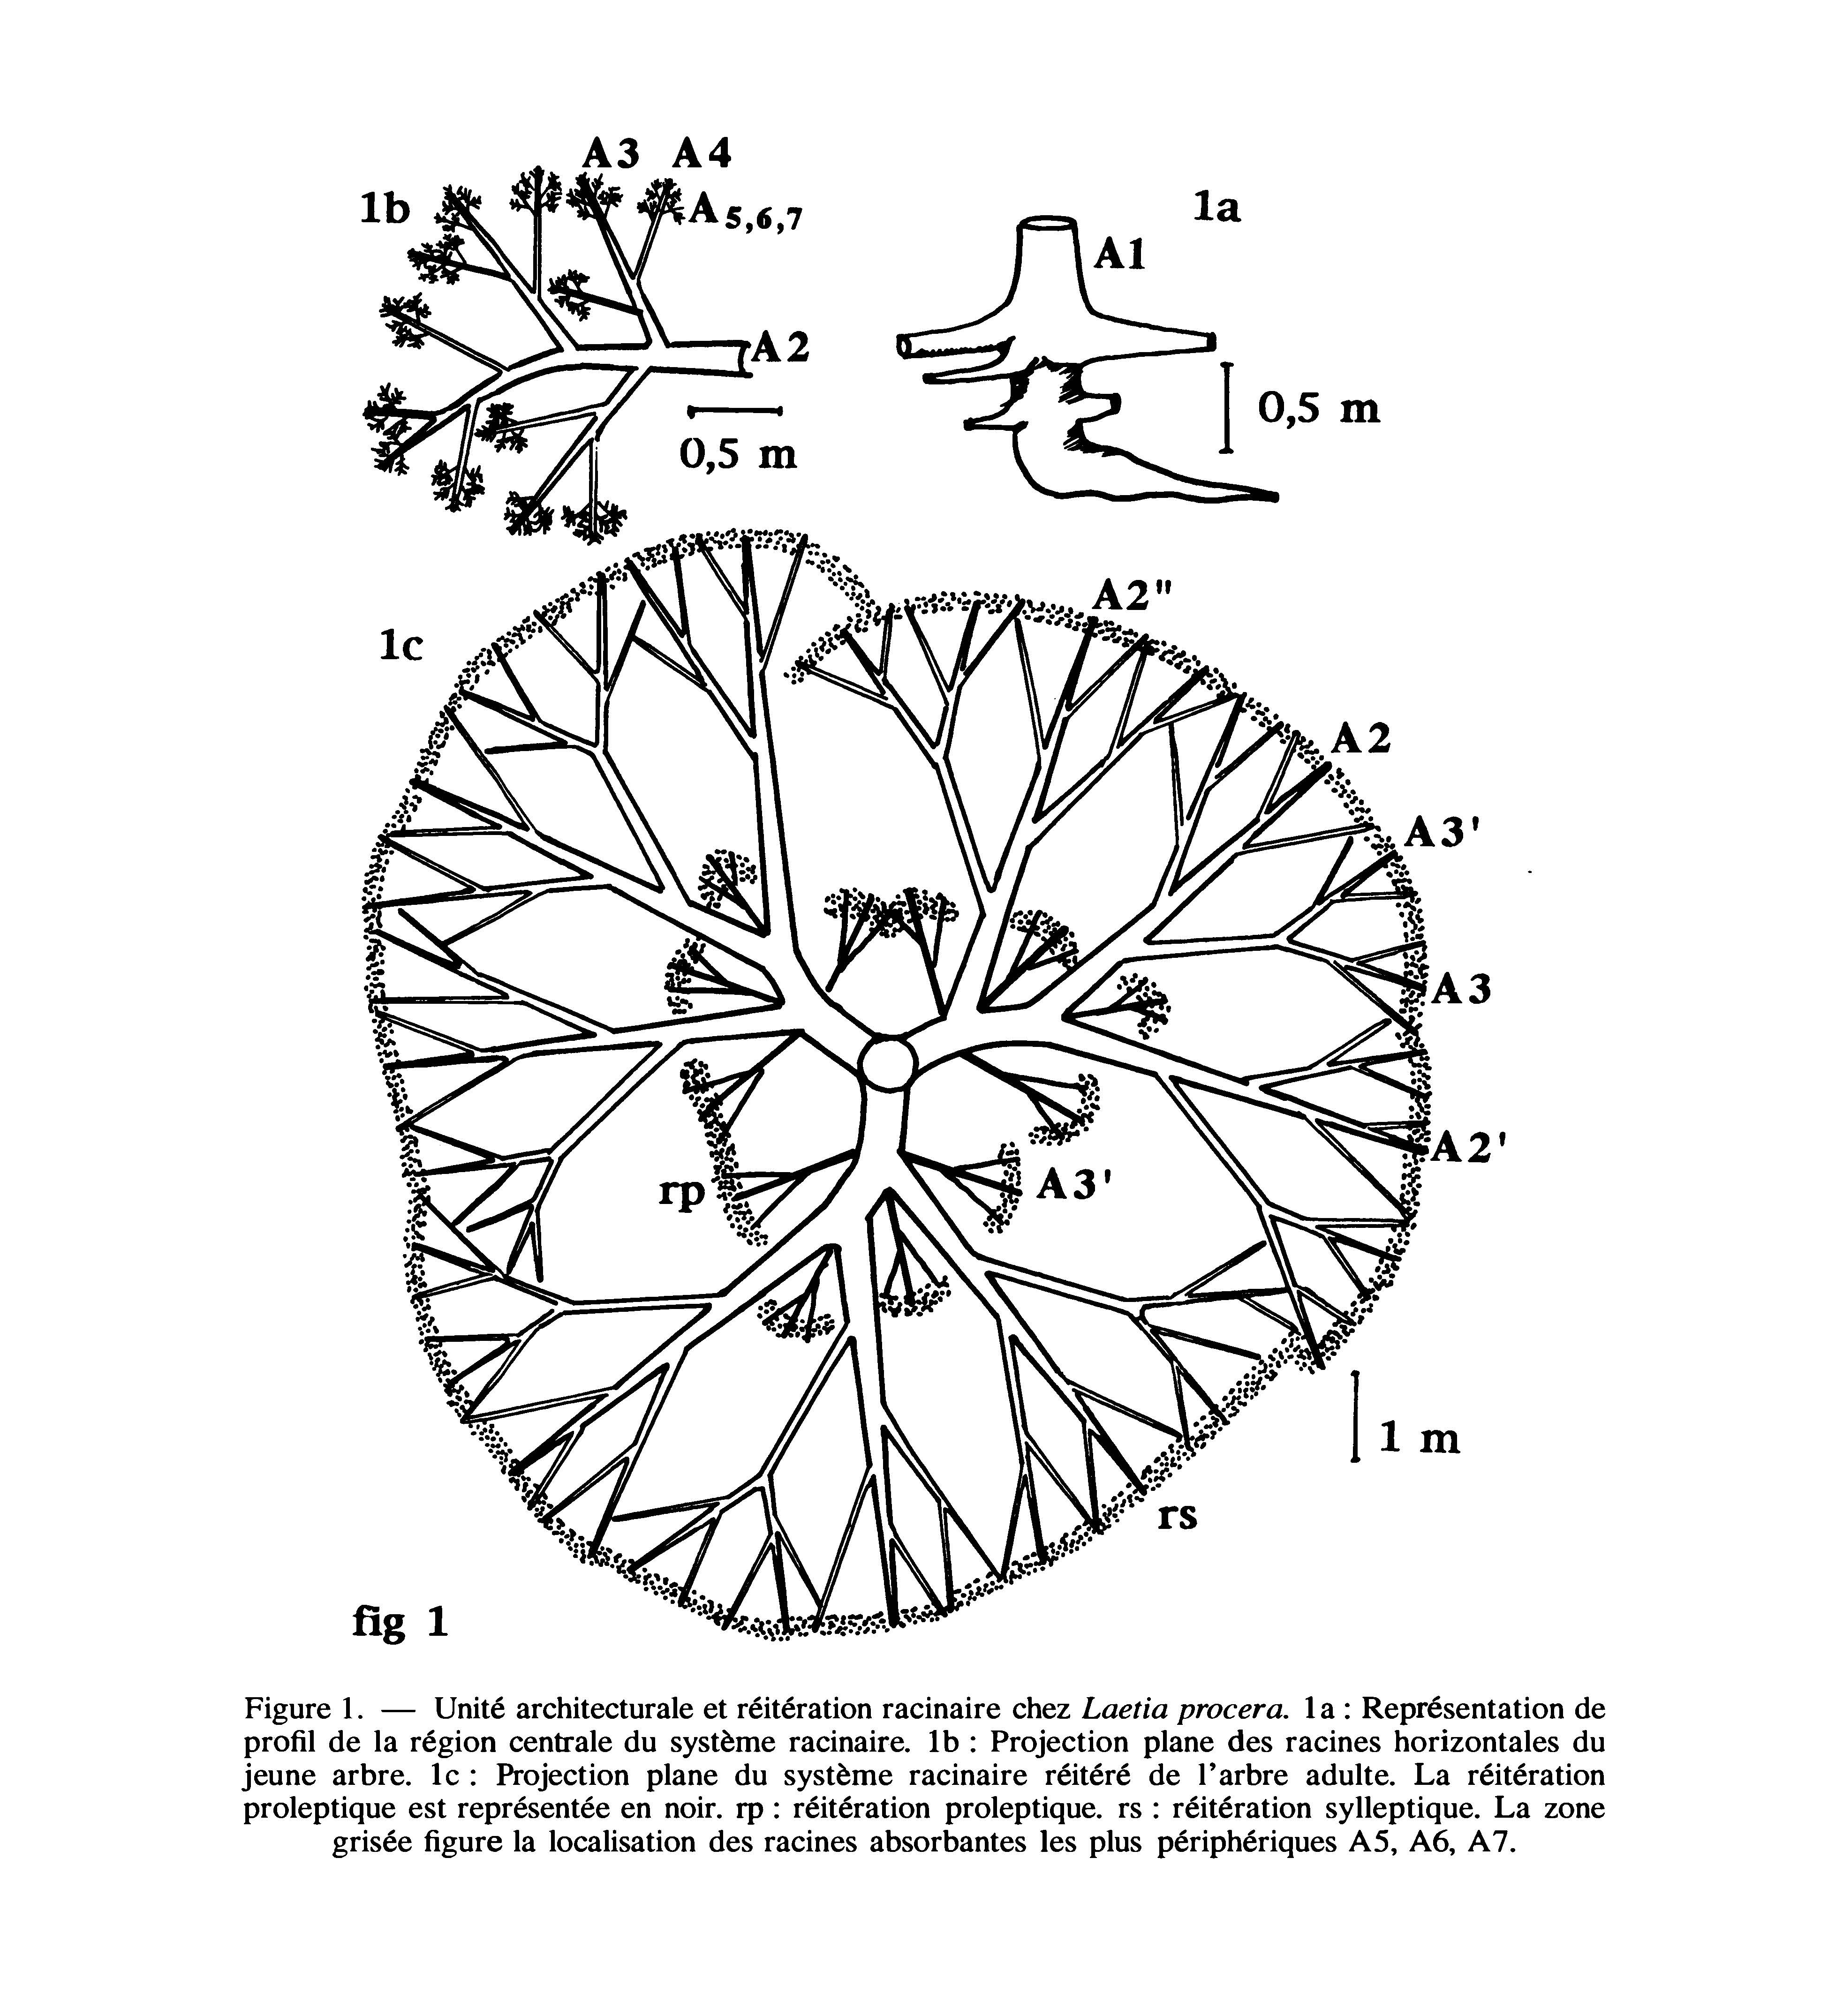 A3 A4
1b
A5,6,7
1a
A1
A2
0,5 m
0,5 m
A2"
1c
A2
A3'
A3
A2'
rp
A3'
1 m
rs
fig 1
Figure 1. — Unité architecturale et réitération racinaire chez Laetia procera. 1a : Représentation de
profil de la région centrale du système racinaire. 1b : Projection plane des racines horizontales du
jeune arbre. 1c : Projection plane du système racinaire réitéré de l'arbre adulte. La réitération
proleptique est représentée en noir. rp : réitération proleptique. rs : réitération sylleptique. La zone
grisée figure la localisation des racines absorbantes les plus périphériques A5, A6, A7.